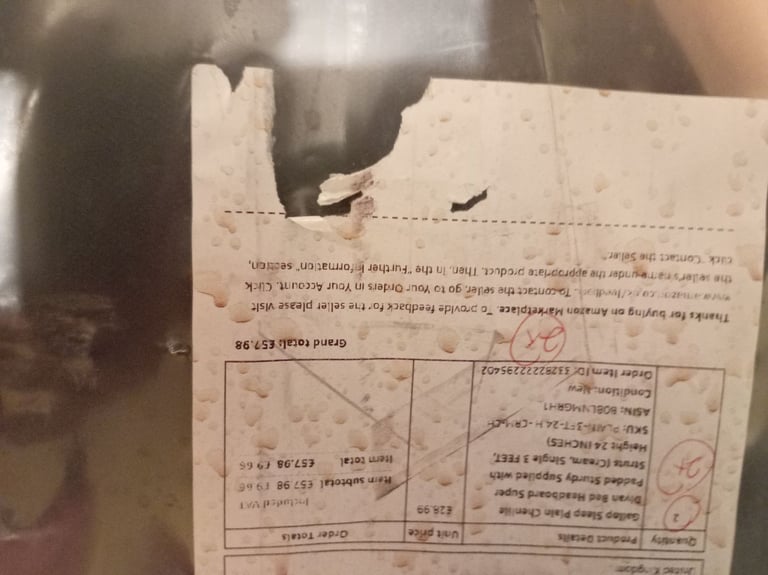 United Kingdom
Quantity Product Details Unit price Order Totals
2 Gallop Sleep Plain Chenille £28.99 Included VAT
Divan Bed Headboard Super Item subtotal £57.98 £9.66
Padded Sturdy Supplied with Item total £57.98 £9.66
Struts (Cream, Single 3 FEET,
Height 24 INCHES)
SKU: PLAIN-3FT-24 H -CRM-CH
ASIN:
Condition: New
Order Item ID: 33282222295402
Grand total: £57.98
Thanks for buying on Amazon Marketplace. To provide feedback for the seller please visit
www.amazon.co.uk/feedback. To contact the seller, go to Your Orders in Your Account. Click
the seller's name under the appropriate product. Then, in the "Further Information" section,
click "Contact the Seller."